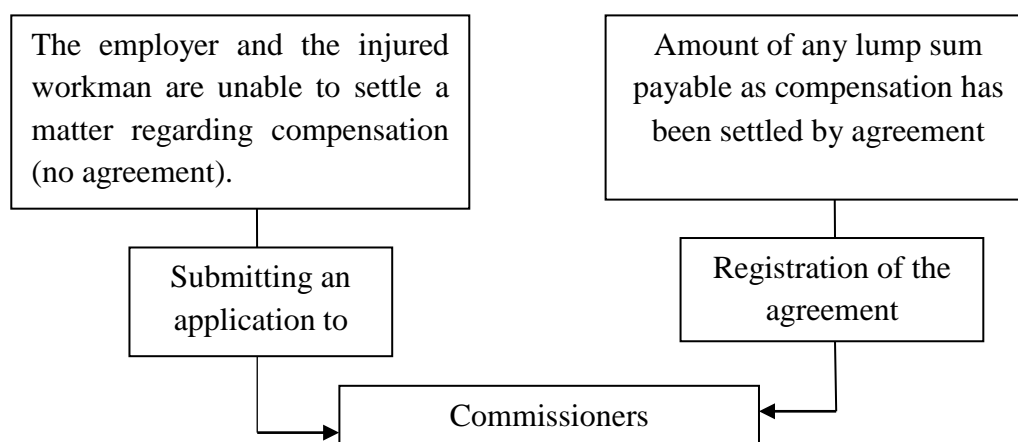 The employer and the injured
workman are unable to settle a
matter regarding compensation
(no agreement).
Amount of any lump sum
payable as compensation has
been settled by agreement
Submitting an
application to
Registration of the
agreement
Commissioners